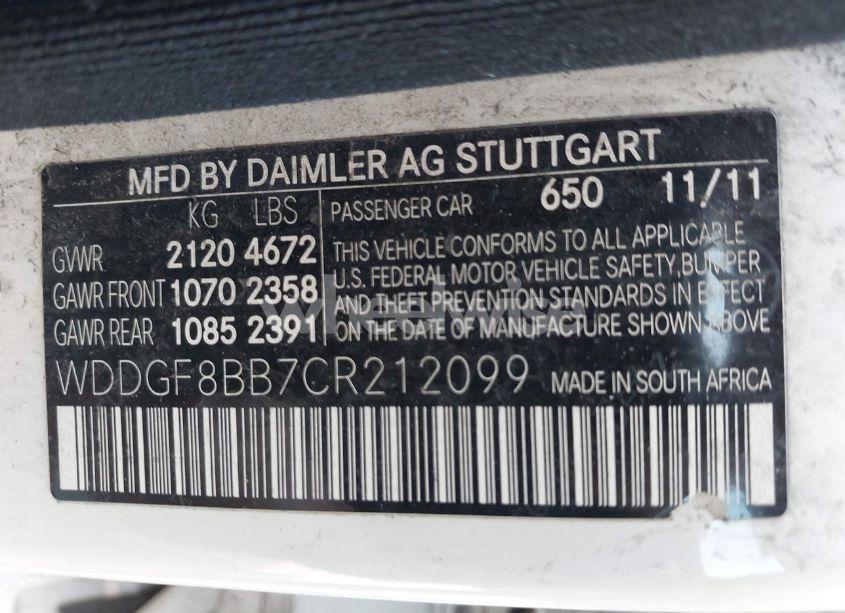 MFD BY DAIMLER AG STUTTGART
KG LBS
GVWR 2120 4672
GAWR FRONT 1070 2358
GAWR REAR 1085 2391
PASSENGER CAR 650 11/11
THIS VEHICLE CONFORMS TO ALL APPLICABLE
U.S. FEDERAL MOTOR VEHICLE SAFETY, BUMPER
AND THEFT PREVENTION STANDARDS IN EFFECT
ON THE DATE OF MANUFACTURE SHOWN ABOVE
WDDGF8BB7CR212099 MADE IN SOUTH AFRICA